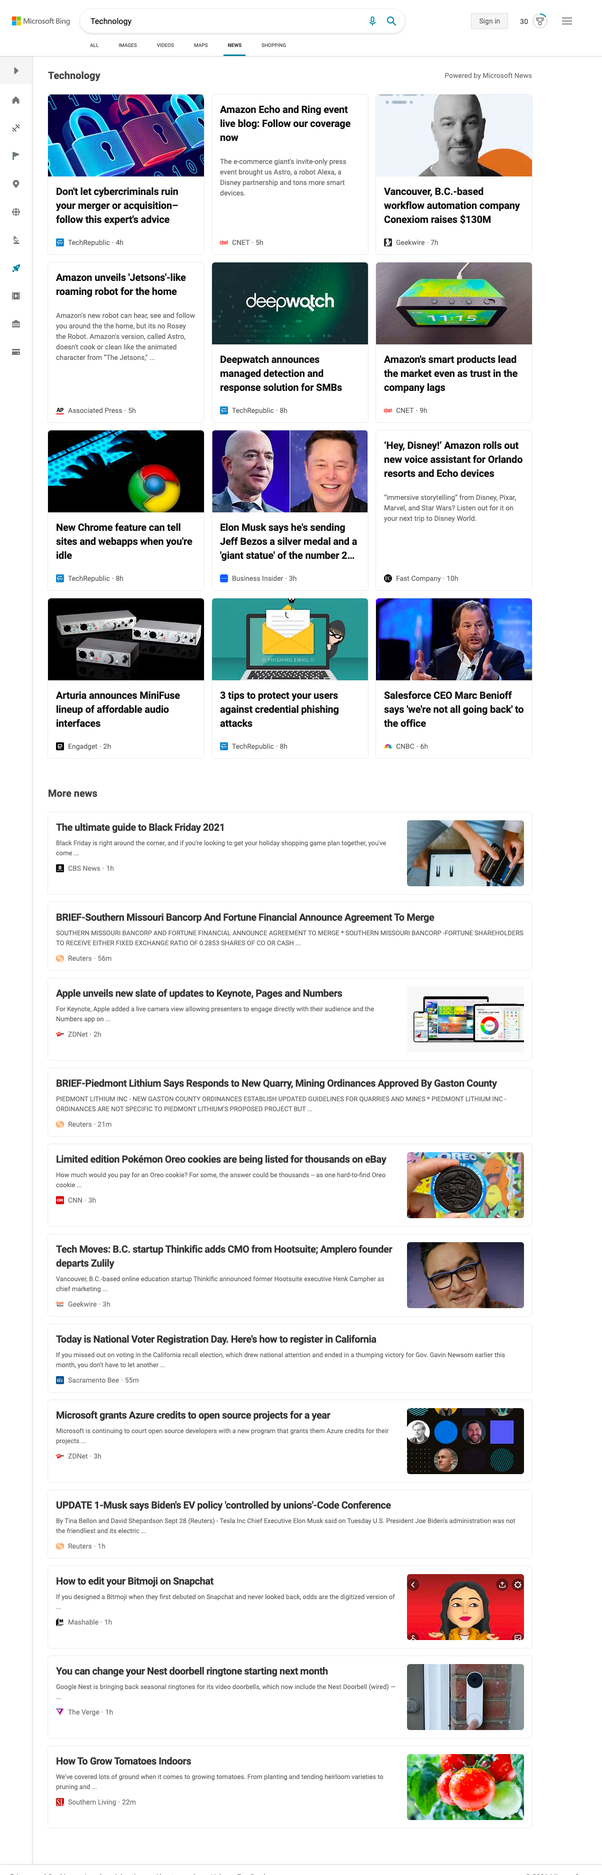 Microsoft Bing
Technology
Sign in
30
ALL IMAGES VIDEOS MAPS NEWS SHOPPING
Technology
Powered by Microsoft News
Don't let cybercriminals ruin
your merger or acquisition–
follow this expert's advice
TechRepublic · 4h
Amazon Echo and Ring event
live blog: Follow our coverage
now
The e-commerce giant's invite-only press
event brought us Astro, a robot Alexa, a
Disney partnership and tons more smart
devices.
CNET · 5h
Vancouver, B.C.-based
workflow automation company
Conexiom raises $130M
Geekwire · 7h
Amazon unveils 'Jetsons'-like
roaming robot for the home
Amazon's new robot can hear, see and follow
you around the the home, but its no Rosey
the Robot. Amazon's version, called Astro,
doesn't cook or clean like the animated
character from "The Jetsons," ...
AP Associated Press · 5h
deepwatch
Deepwatch announces
managed detection and
response solution for SMBs
TechRepublic · 8h
11:15
Amazon's smart products lead
the market even as trust in the
company lags
CNET · 9h
New Chrome feature can tell
sites and webapps when you're
idle
TechRepublic · 8h
Elon Musk says he's sending
Jeff Bezos a silver medal and a
'giant statue' of the number 2...
Business Insider · 3h
'Hey, Disney!' Amazon rolls out
new voice assistant for Orlando
resorts and Echo devices
"immersive storytelling" from Disney, Pixar,
Marvel, and Star Wars? Listen out for it on
your next trip to Disney World.
Fast Company · 10h
Arturia announces MiniFuse
lineup of affordable audio
interfaces
Engadget · 2h
PHISHING EMAIL
3 tips to protect your users
against credential phishing
attacks
TechRepublic · 8h
Salesforce CEO Marc Benioff
says 'we're not all going back' to
the office
CNBC · 6h
More news
The ultimate guide to Black Friday 2021
Black Friday is right around the corner, and if you're looking to get your holiday shopping game plan together, you've
come ...
CBS News · 1h
BRIEF-Southern Missouri Bancorp And Fortune Financial Announce Agreement To Merge
SOUTHERN MISSOURI BANCORP AND FORTUNE FINANCIAL ANNOUNCE AGREEMENT TO MERGE * SOUTHERN MISSOURI BANCORP -FORTUNE SHAREHOLDERS
TO RECEIVE EITHER FIXED EXCHANGE RATIO OF 0.2853 SHARES OF CO OR CASH ...
Reuters · 56m
Apple unveils new slate of updates to Keynote, Pages and Numbers
For Keynote, Apple added a live camera view allowing presenters to engage directly with their audience and the
Numbers app on ...
ZDNet · 2h
BRIEF-Piedmont Lithium Says Responds to New Quarry, Mining Ordinances Approved By Gaston County
PIEDMONT LITHIUM INC - NEW GASTON COUNTY ORDINANCES ESTABLISH UPDATED GUIDELINES FOR QUARRIES AND MINES * PIEDMONT LITHIUM INC -
ORDINANCES ARE NOT SPECIFIC TO PIEDMONT LITHIUM'S PROPOSED PROJECT BUT ...
Reuters · 21m
Limited edition Pokémon Oreo cookies are being listed for thousands on eBay
How much would you pay for an Oreo cookie? For some, the answer could be thousands – as one hard-to-find Oreo
cookie ...
CNN · 3h
Tech Moves: B.C. startup Thinkific adds CMO from Hootsuite; Amplero founder
departs Zulily
Vancouver, B.C.-based online education startup Thinkific announced former Hootsuite executive Henk Campher as
chief marketing ...
Geekwire · 3h
Today is National Voter Registration Day. Here's how to register in California
If you missed out on voting in the California recall election, which drew national attention and ended in a thumping victory for Gov. Gavin Newsom earlier this
month, you don't have to let another ...
Sacramento Bee · 55m
Microsoft grants Azure credits to open source projects for a year
Microsoft is continuing to court open source developers with a new program that grants them Azure credits for their
projects ...
ZDNet · 3h
UPDATE 1-Musk says Biden's EV policy 'controlled by unions'-Code Conference
By Tina Bellon and David Shepardson Sept 28 (Reuters) - Tesla Inc Chief Executive Elon Musk said on Tuesday U.S. President Joe Biden's administration was not
the friendliest and its electric ...
Reuters · 1h
How to edit your Bitmoji on Snapchat
If you designed a Bitmoji when they first debuted on Snapchat and never looked back, odds are the digitized version of
...
Mashable · 1h
You can change your Nest doorbell ringtone starting next month
Google Nest is bringing back seasonal ringtones for its video doorbells, which now include the Nest Doorbell (wired) —
...
The Verge · 1h
How To Grow Tomatoes Indoors
We've covered lots of ground when it comes to growing tomatoes. From planting and tending heirloom varieties to
pruning and ...
Southern Living · 22m